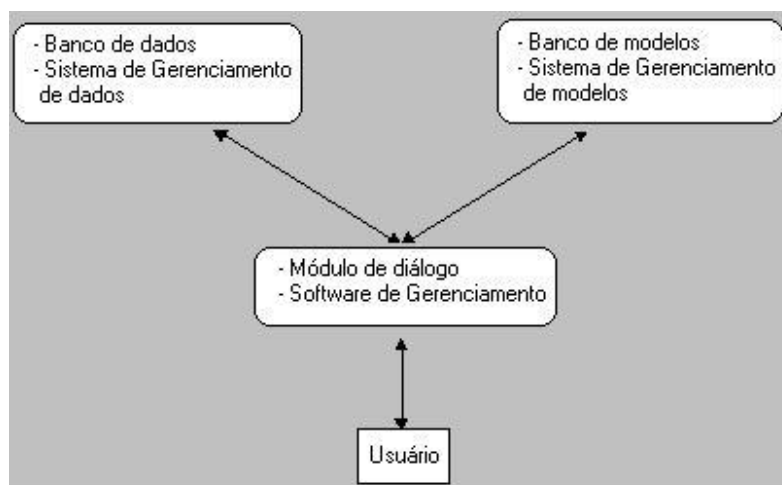 - Banco de dados
- Sistema de Gerenciamento
de dados
- Banco de modelos
- Sistema de Gerenciamento
de modelos
- Módulo de diálogo
- Software de Gerenciamento
Usuário